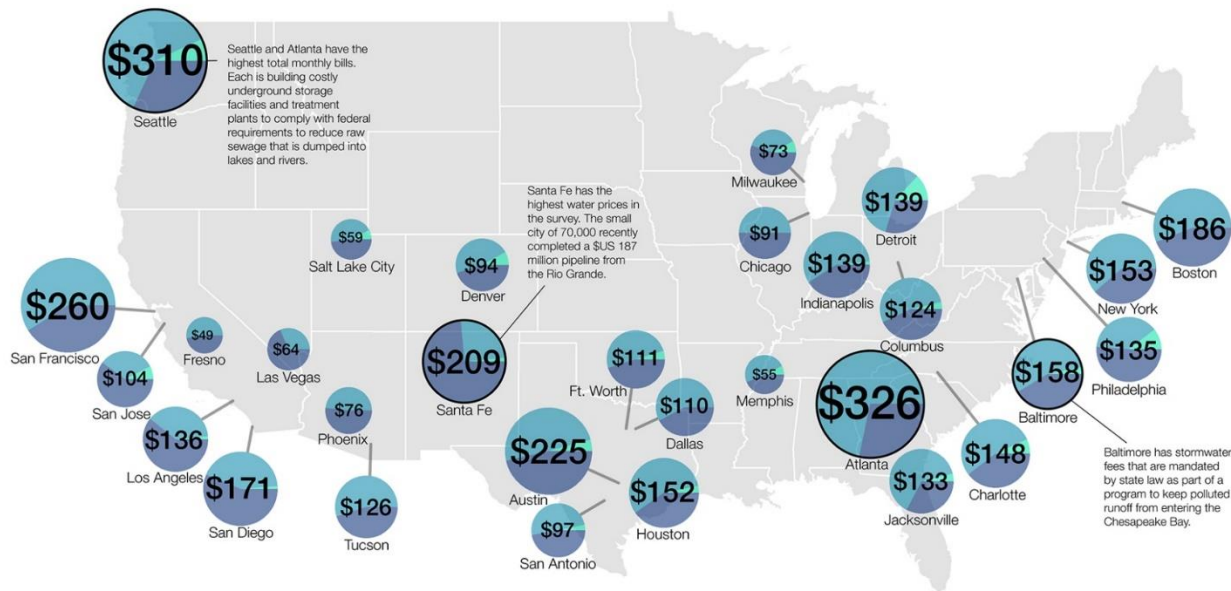 $310
Seattle
Seattle and Atlanta have the
highest total monthly bills.
Each is building costly
underground storage
facilities and treatment
plants to comply with federal
requirements to reduce raw
sewage that is dumped into
lakes and rivers.
$73
Milwaukee
$139
Detroit
$186
Boston
Santa Fe has the
highest water prices in
the survey. The small
city of 70,000 recently
completed a $US 187
million pipeline from
the Rio Grande.
$59
Salt Lake City
$94
Denver
$91
Chicago
$139
Indianapolis
$153
New York
$124
Columbus
$260
San Francisco
$49
Fresno
$64
Las Vegas
$209
Santa Fe
$111
Ft. Worth
$55
Memphis
$135
Philadelphia
$104
San Jose
$76
Phoenix
$110
Dallas
$326
Atlanta
$158
Baltimore
$136
Los Angeles
$225
Austin
$148
Charlotte
Baltimore has stormwater
fees that are mandated
by state law as part of a
program to keep polluted
runoff from entering the
Chesapeake Bay.
$171
San Diego
$126
Tucson
$152
Houston
$133
Jacksonville
$97
San Antonio